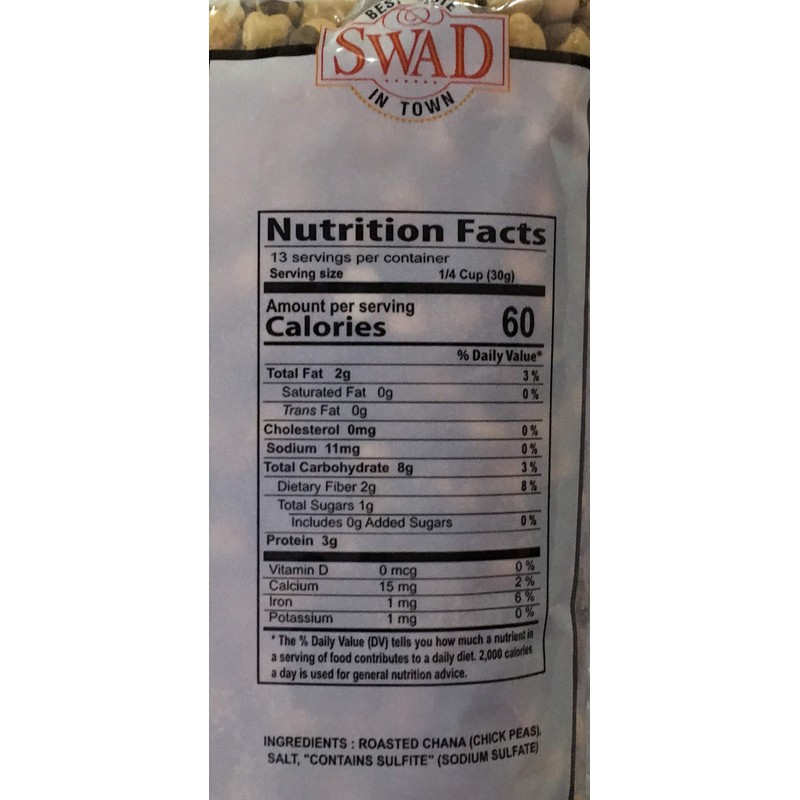 BEST
SWAD
IN TOWN
Nutrition Facts
13 servings per container
Serving size 1/4 Cup (30g)
Amount per serving
Calories 60
% Daily Value*
Total Fat 2g 3%
Saturated Fat 0g 0%
Trans Fat 0g
Cholesterol 0mg 0%
Sodium 11mg 0%
Total Carbohydrate 8g 3%
Dietary Fiber 2g 8%
Total Sugars 1g
Includes 0g Added Sugars 0%
Protein 3g
Vitamin D 0 mcg 0%
Calcium 15 mg 2%
Iron 1 mg 6%
Potassium 1 mg 0%
* The % Daily Value (DV) tells you how much a nutrient in
a serving of food contributes to a daily diet. 2,000 calories
a day is used for general nutrition advice.
INGREDIENTS : ROASTED CHANA (CHICK PEAS),
SALT, "CONTAINS SULFITE" (SODIUM SULFATE)